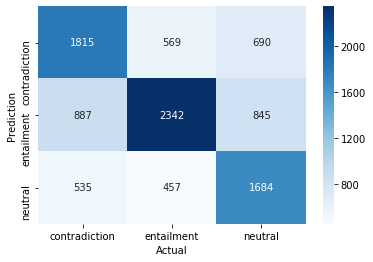 Prediction
contradiction
entailment
neutral
1815 569 690
887 2342 845
535 457 1684
contradiction entailment neutral
Actual
2000
1600
1200
800